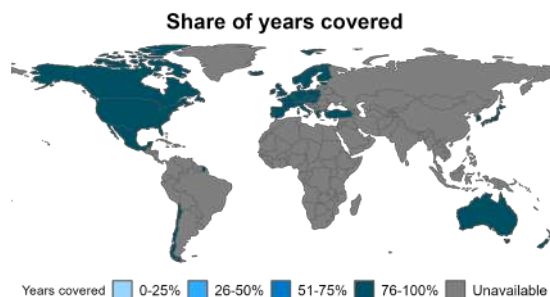 Share of years covered
Years covered 0-25% 26-50% 51-75% 76-100% Unavailable